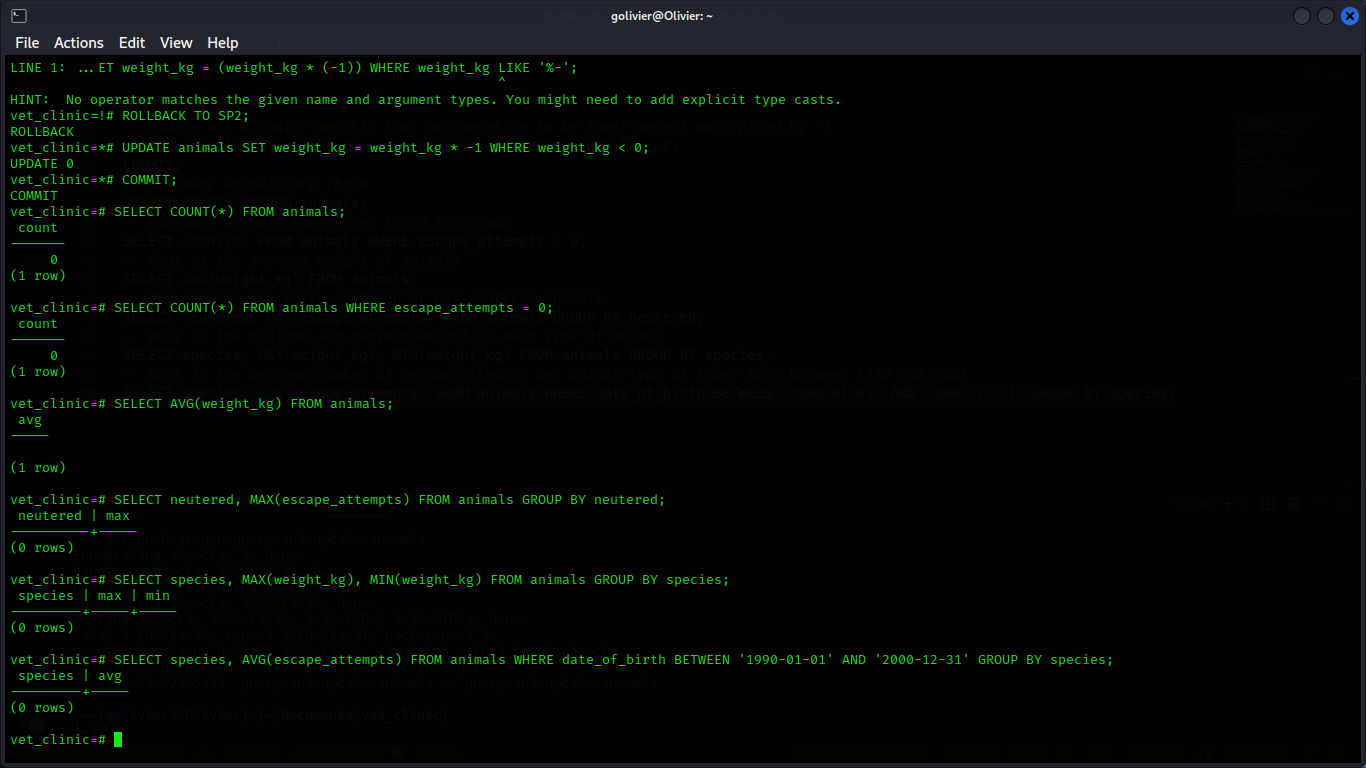 golivier@Olivier: ~
File Actions Edit View Help
LINE 1: ...ET weight_kg = (weight_kg * (-1)) WHERE weight_kg LIKE '%-';
^
HINT:  No operator matches the given name and argument types. You might need to add explicit type casts.
vet_clinic=!# ROLLBACK TO SP2;
ROLLBACK
vet_clinic=*# UPDATE animals SET weight_kg = weight_kg * -1 WHERE weight_kg < 0;
UPDATE 0
vet_clinic=*# COMMIT;
COMMIT
vet_clinic=# SELECT COUNT(*) FROM animals;
count
-------
0
(1 row)
vet_clinic=# SELECT COUNT(*) FROM animals WHERE escape_attempts = 0;
count
-------
0
(1 row)
vet_clinic=# SELECT AVG(weight_kg) FROM animals;
avg
-----
(1 row)
vet_clinic=# SELECT neutered, MAX(escape_attempts) FROM animals GROUP BY neutered;
neutered | max
----------+-----
(0 rows)
vet_clinic=# SELECT species, MAX(weight_kg), MIN(weight_kg) FROM animals GROUP BY species;
species | max | min
---------+-----+-----
(0 rows)
vet_clinic=# SELECT species, AVG(escape_attempts) FROM animals WHERE date_of_birth BETWEEN '1990-01-01' AND '2000-12-31' GROUP BY species;
species | avg
---------+-----
(0 rows)
vet_clinic=#